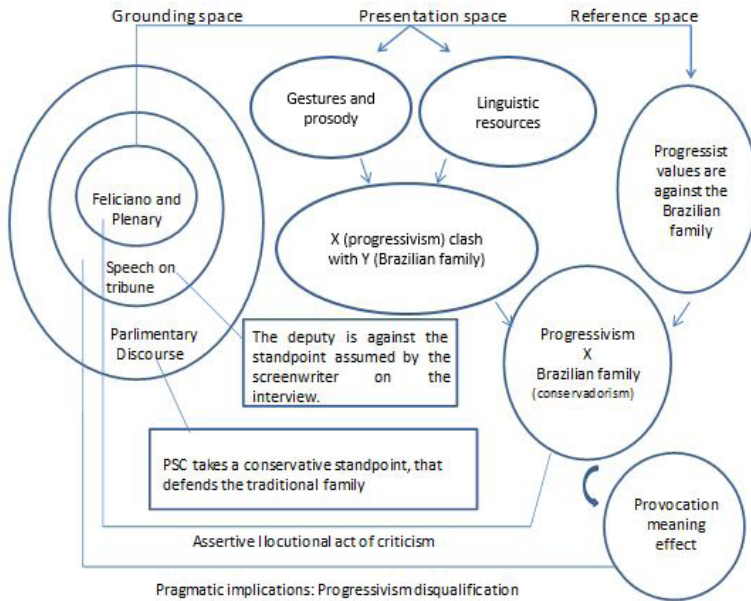 Grounding space
Presentation space
Reference space
Gestures and
prosody
Linguistic
resources
Progressist
values are
against the
Brazilian
family
Feliciano and
Plenary
X (progressivism) clash
with Y (Brazilian family)
Speech on
tribune
Parlimentary
Discourse
The deputy is against the
standpoint assumed by the
screenwriter on the
interview.
Progressivism
X
Brazilian family
(conservadorism)
PSC takes a conservative standpoint, that
defends the traditional family
Provocation
meaning
effect
Assertive Ilocutional act of criticism
Pragmatic implications: Progressivism disqualification